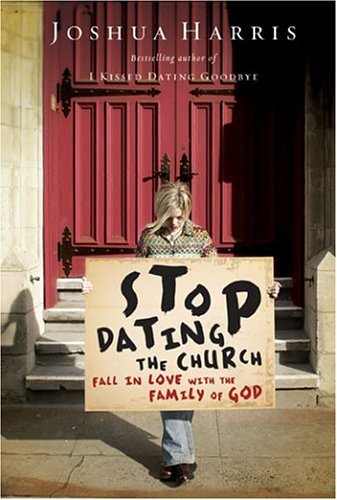 JOSHUA HARRIS
Bestselling author of
I KISSED DATING GOODBYE
STOP
DATING
THE CHURCH
FALL IN LOVE WITH THE
FAMILY OF GOD